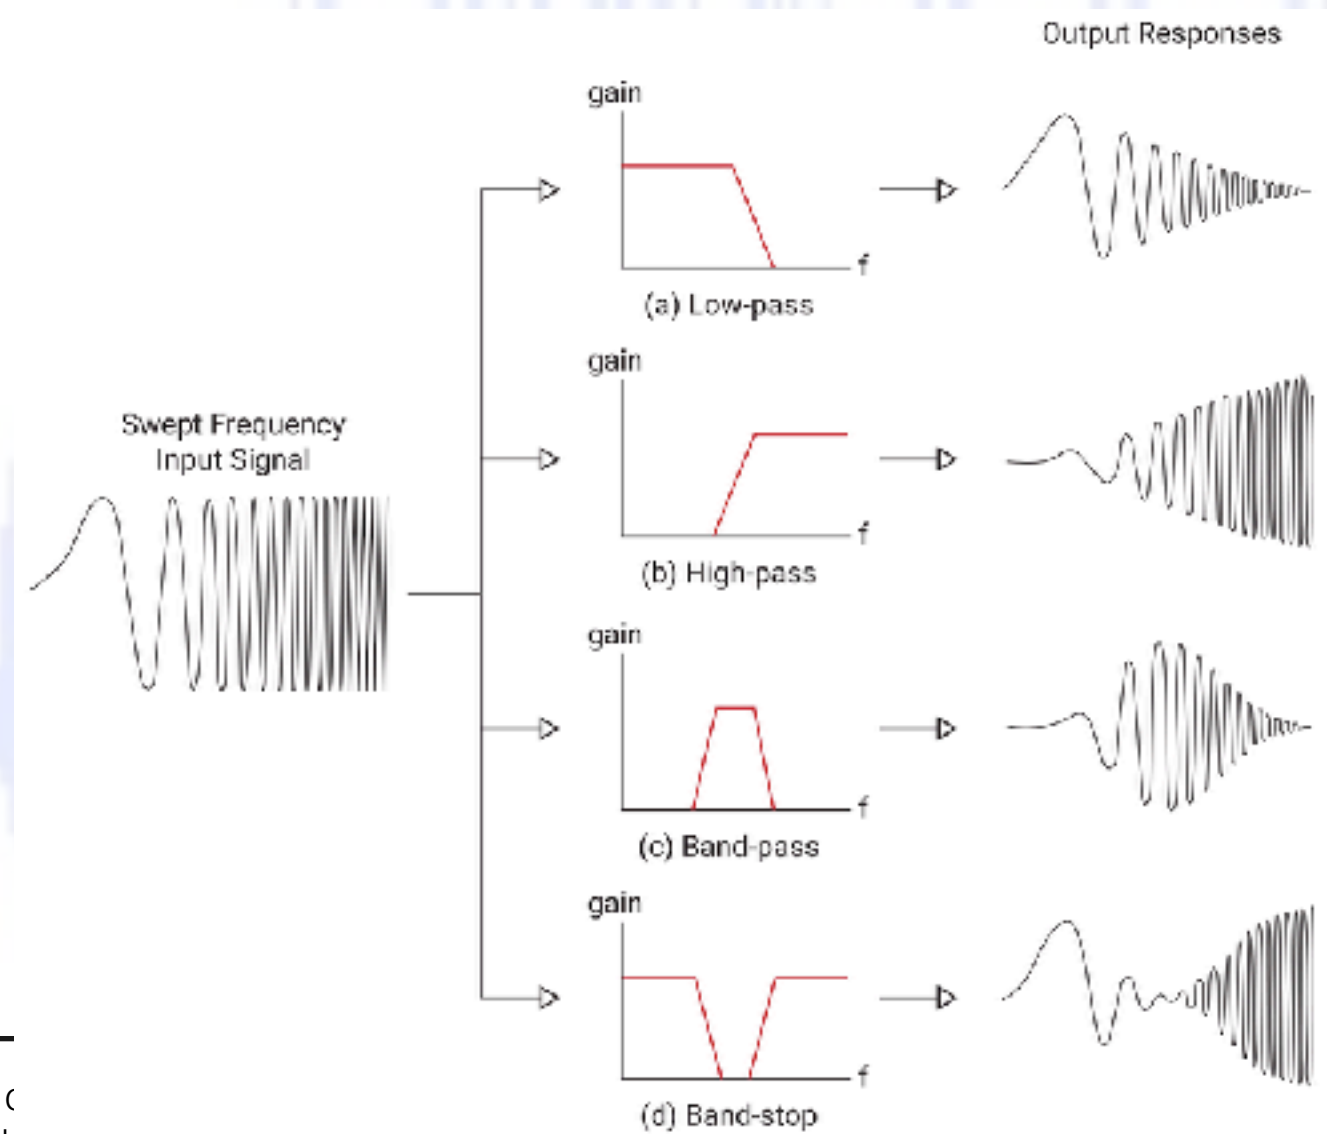 Output Responses
gain
f
(a) Low-pass
gain
f
(b) High-pass
Swept Frequency
Input Signal
gain
f
(c) Band-pass
gain
f
(d) Band-stop